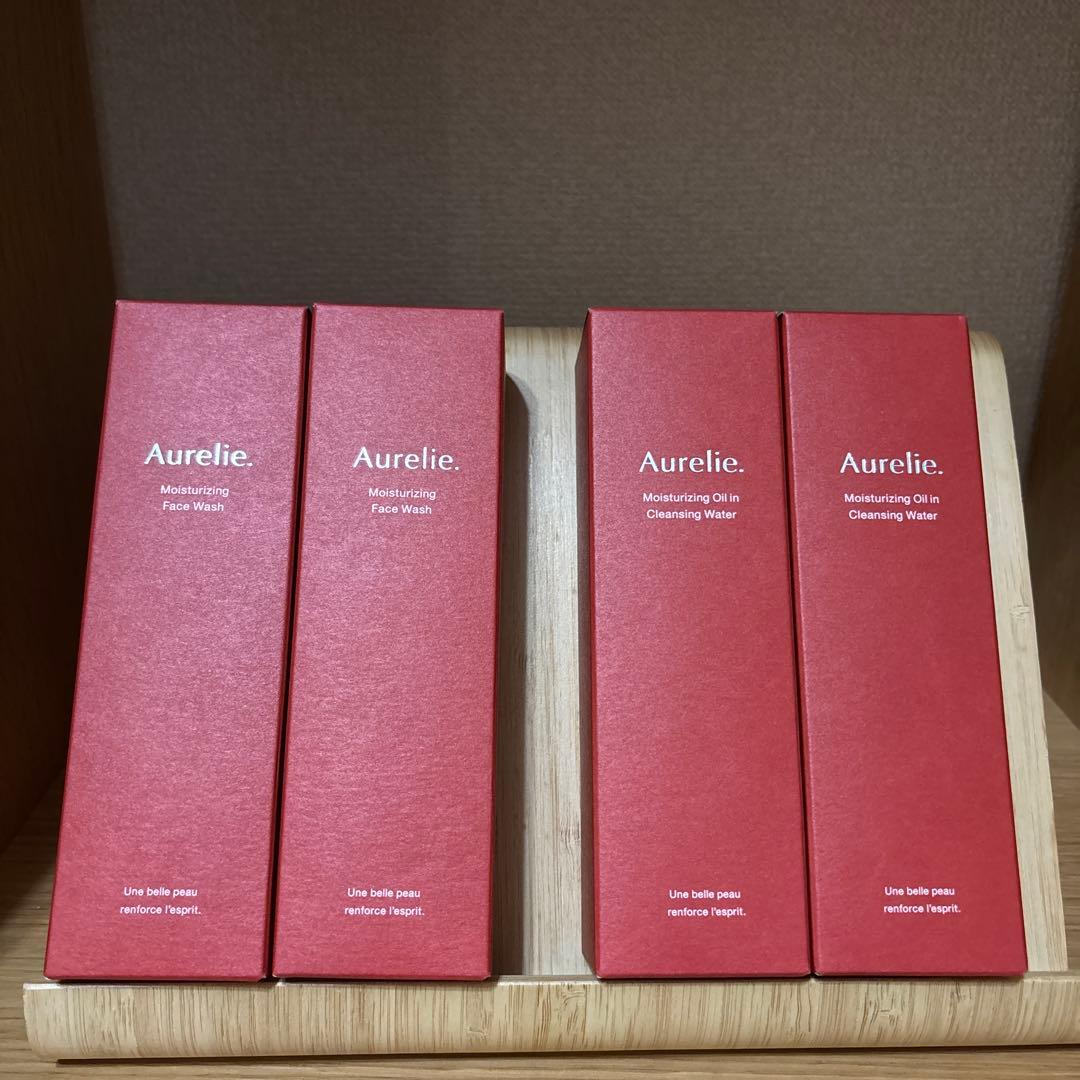 Aurelie.
Moisturizing
Face Wash
Une belle peau
renforce l'esprit.
Aurelie.
Moisturizing
Face Wash
Une belle peau
renforce l'esprit.
Aurelie.
Moisturizing Oil in
Cleansing Water
Une belle peau
renforce l'esprit.
Aurelie.
Moisturizing Oil in
Cleansing Water
Une belle peau
renforce l'esprit.